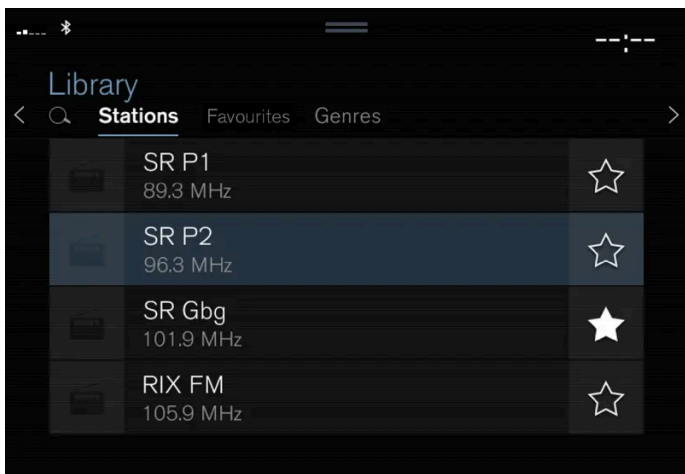 --:--
Library
Stations Favourites Genres
SR P1
89.3 MHz
SR P2
96.3 MHz
SR Gbg
101.9 MHz
RIX FM
105.9 MHz